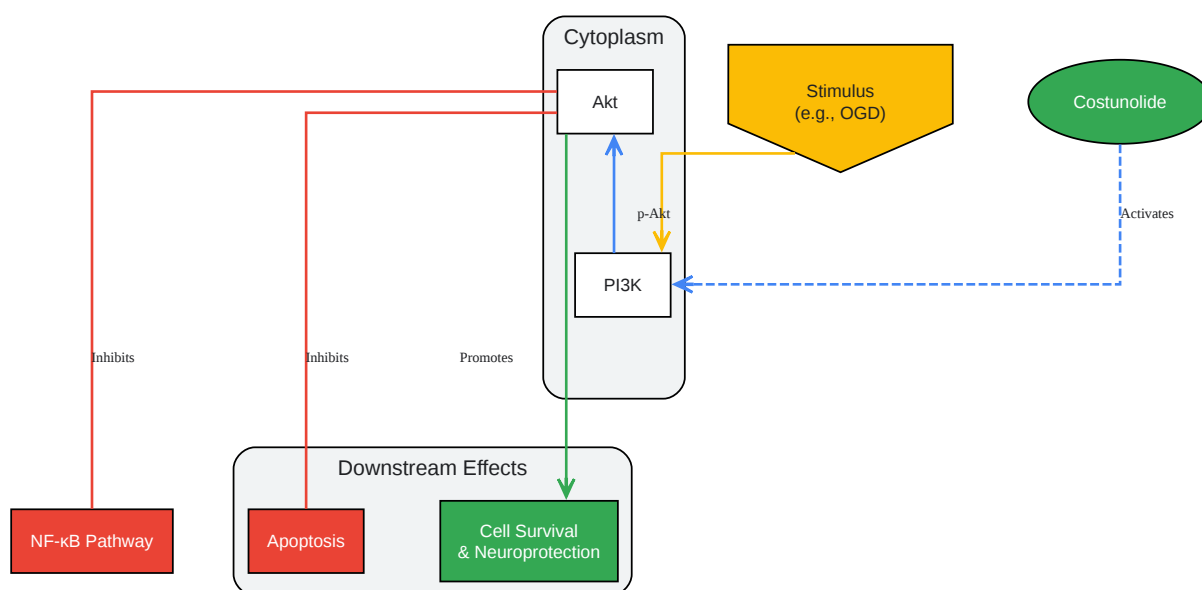 Cytoplasm
Akt
Stimulus
(e.g., OGD)
Costunolide
p-Akt
Activates
PI3K
Inhibits
Inhibits
Promotes
Downstream Effects
NF-κB Pathway
Apoptosis
Cell Survival
& Neuroprotection